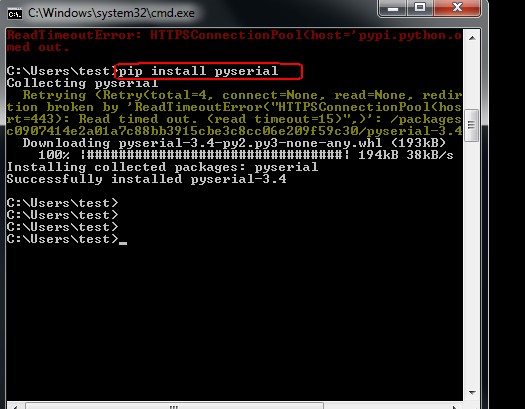 C:\Windows\system32\cmd.exe
ReadTimeoutError: HTTPSConnectionPool(host='pypi.python.o
med out.
C:\Users\test>pip install pyserial
Collecting pyserial
Retrying (Retry(total=4, connect=None, read=None, redir
tion broken by 'ReadTimeoutError("HTTPSConnectionPool(hos
rt=443): Read timed out. (read timeout=15)",)': /packages
c0907414e2a01a7c88bb3915cbe3c8cc06e209f59c30/pyserial-3.4
Downloading pyserial-3.4-py2.py3-none-any.whl (193kB)
100% |################################| 194kB 38kB/s
Installing collected packages: pyserial
Successfully installed pyserial-3.4
C:\Users\test>
C:\Users\test>
C:\Users\test>
C:\Users\test>_